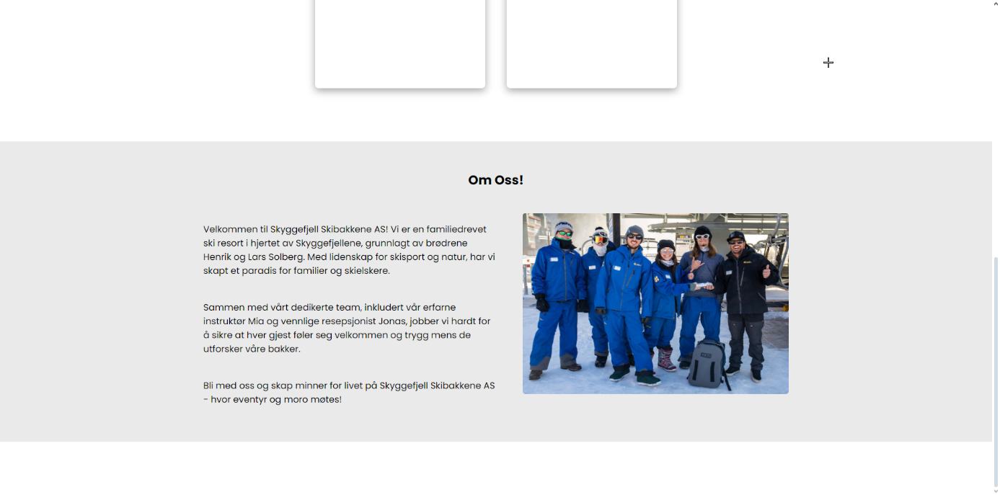 Om Oss!
Velkommen til Skyggefjell Skibakkene AS! Vi er en familiedrevet
ski resort i hjertet av Skyggefjellene, grunnlagt av brødrene
Henrik og Lars Solberg. Med lidenskap for skisport og natur, har vi
skapt et paradis for familier og skielskere.
Sammen med vårt dedikerte team, inkludert vår erfarne
instruktør Mia og vennlige resepsjonist Jonas, jobber vi hardt for
å sikre at hver gjest føler seg velkommen og trygg mens de
utforsker våre bakker.
Bli med oss og skap minner for livet på Skyggefjell Skibakkene AS
- hvor eventyr og moro møtes!